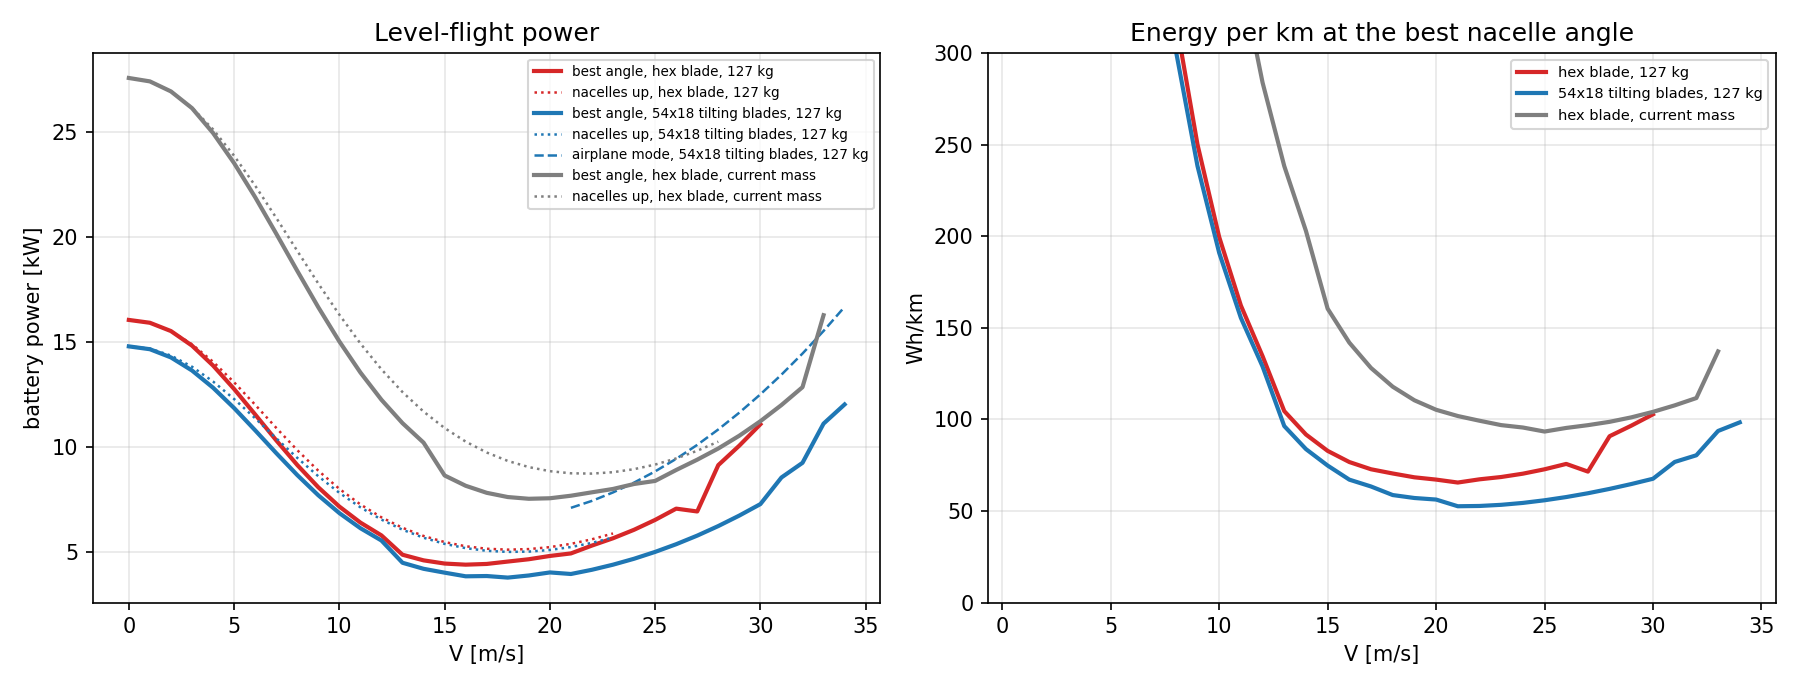 Level-flight power
best angle, hex blade, 127 kg
nacelles up, hex blade, 127 kg
best angle, 54x18 tilting blades, 127 kg
nacelles up, 54x18 tilting blades, 127 kg
airplane mode, 54x18 tilting blades, 127 kg
best angle, hex blade, current mass
nacelles up, hex blade, current mass
battery power [kW]
25
20
15
10
5
0 5 10 15 20 25 30 35
V [m/s]
Energy per km at the best nacelle angle
hex blade, 127 kg
54x18 tilting blades, 127 kg
hex blade, current mass
Wh/km
300
250
200
150
100
50
0
0 5 10 15 20 25 30 35
V [m/s]